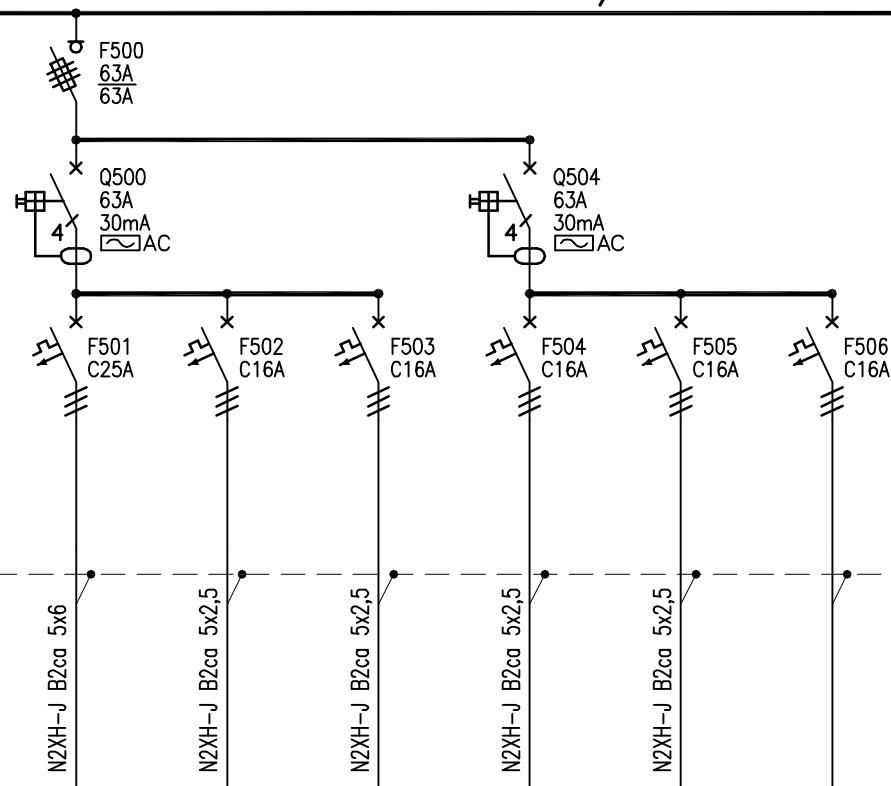 F500
63A
63A
Q500
63A
30mA
AC
4
Q504
63A
30mA
AC
4
F501
C25A
F502
C16A
F503
C16A
F504
C16A
F505
C16A
F506
C16A
N2XH-J B2ca 5x6
N2XH-J B2ca 5x2,5
N2XH-J B2ca 5x2,5
N2XH-J B2ca 5x2,5
N2XH-J B2ca 5x2,5